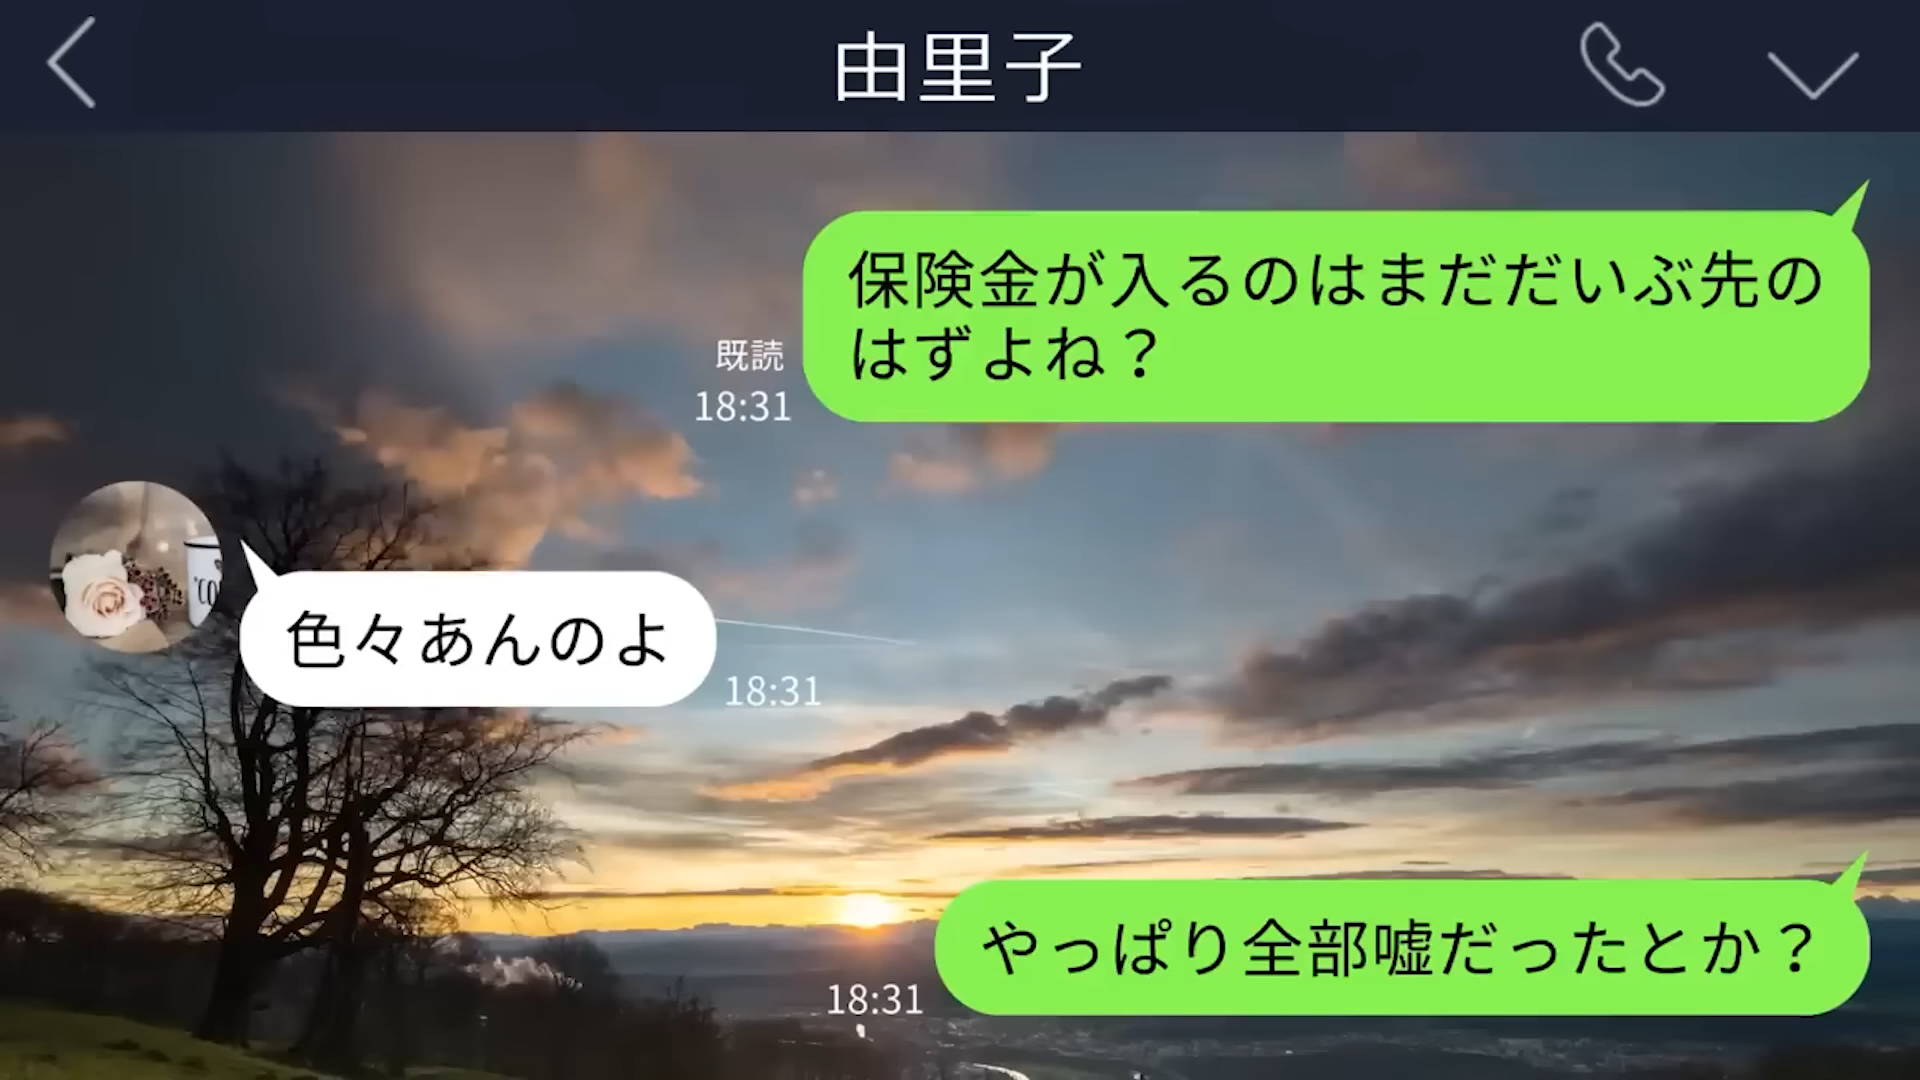 由里子
保険金が入るのはまだだいぶ先の
はずよね？
既読
18:31
色々あんのよ
18:31
やっぱり全部嘘だったとか？
18:31
"CO